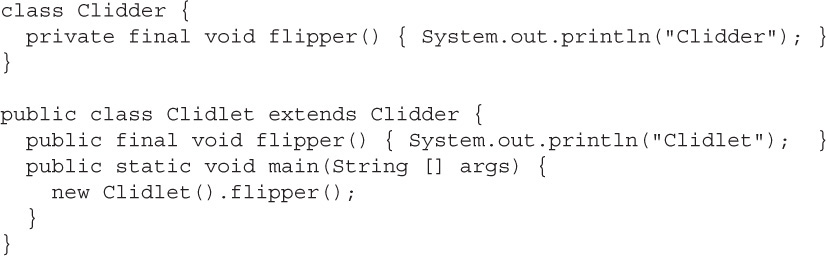 class Clidder {
  private final void flipper() { System.out.println("Clidder"); }
}

public class Clidlet extends Clidder {
  public final void flipper() { System.out.println("Clidlet");  }
  public static void main(String [] args) {
    new Clidlet().flipper();
  }
}